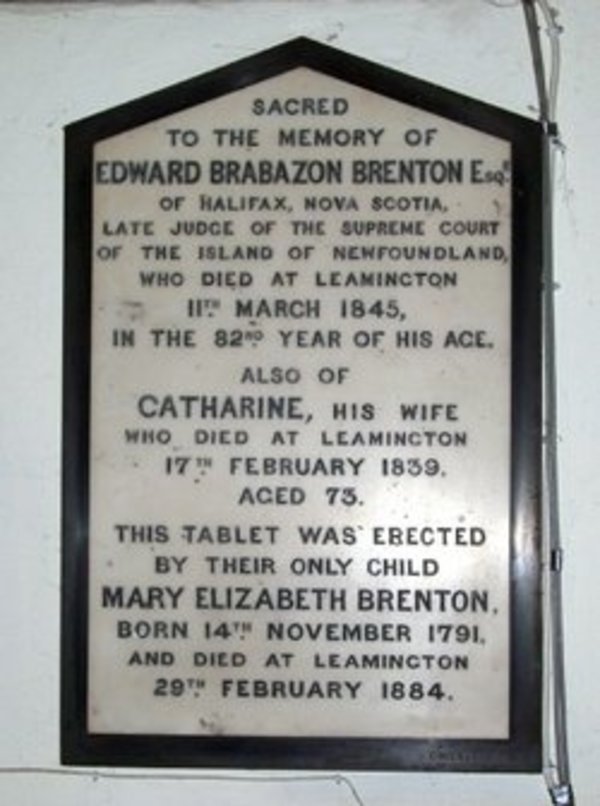 SACRED
TO THE MEMORY OF
EDWARD BRABAZON BRENTON ESQR
OF HALIFAX, NOVA SCOTIA,
LATE JUDGE OF THE SUPREME COURT
OF THE ISLAND OF NEWFOUNDLAND,
WHO DIED AT LEAMINGTON
11TH MARCH 1845,
IN THE 82ND YEAR OF HIS AGE.
ALSO OF
CATHARINE, HIS WIFE
WHO DIED AT LEAMINGTON
17TH FEBRUARY 1839.
AGED 73.
THIS TABLET WAS ERECTED
BY THEIR ONLY CHILD
MARY ELIZABETH BRENTON,
BORN 14TH NOVEMBER 1791,
AND DIED AT LEAMINGTON
29TH FEBRUARY 1884.